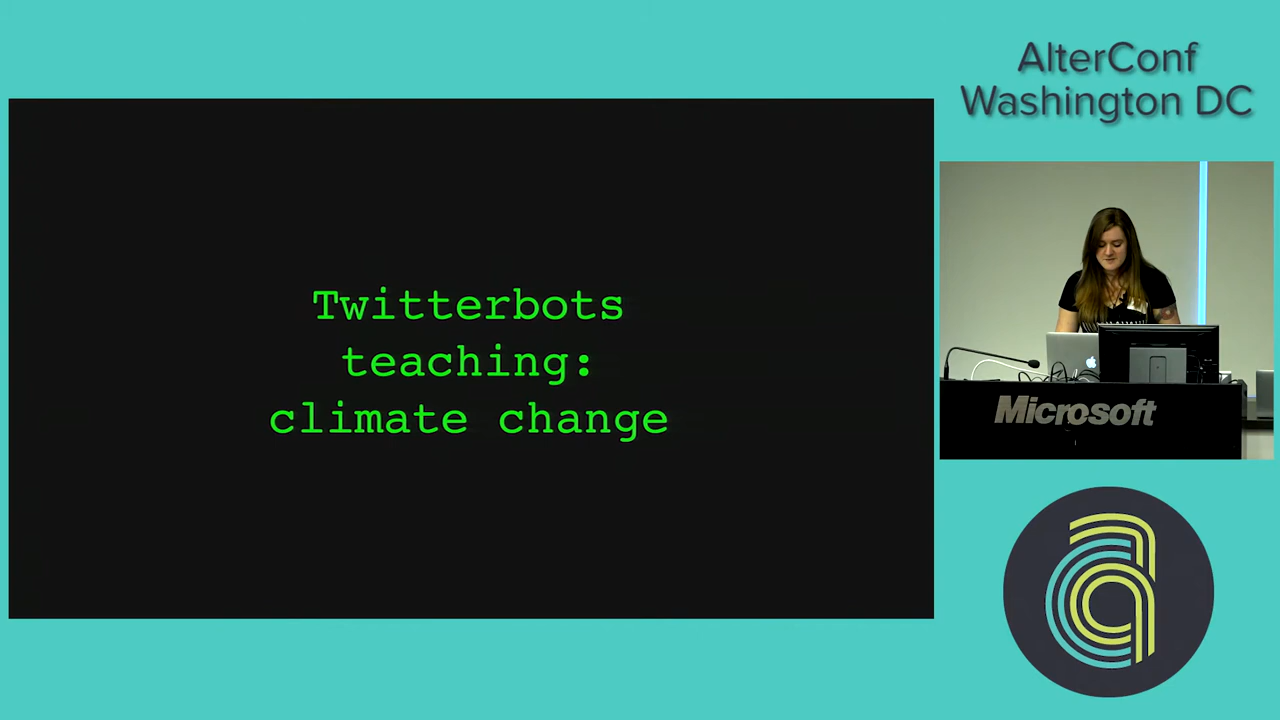 AlterConf
Washington DC
Twitterbots
teaching:
climate change
Microsoft